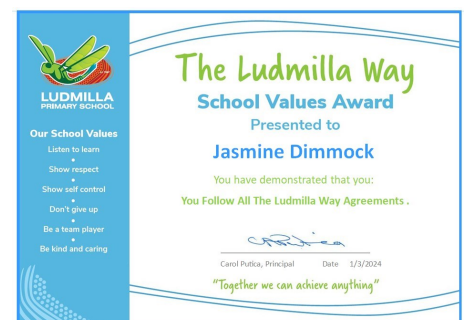 LUDMILLA
PRIMARY SCHOOL
Our School Values
Listen to learn
•
Show respect
•
Show self control
•
Don't give up
•
Be a team player
•
Be kind and caring
The Ludmilla Way
School Values Award
Presented to
Jasmine Dimmock
You have demonstrated that you:
You Follow All The Ludmilla Way Agreements .
Carol Putica, Principal Date 1/3/2024
"Together we can achieve anything"